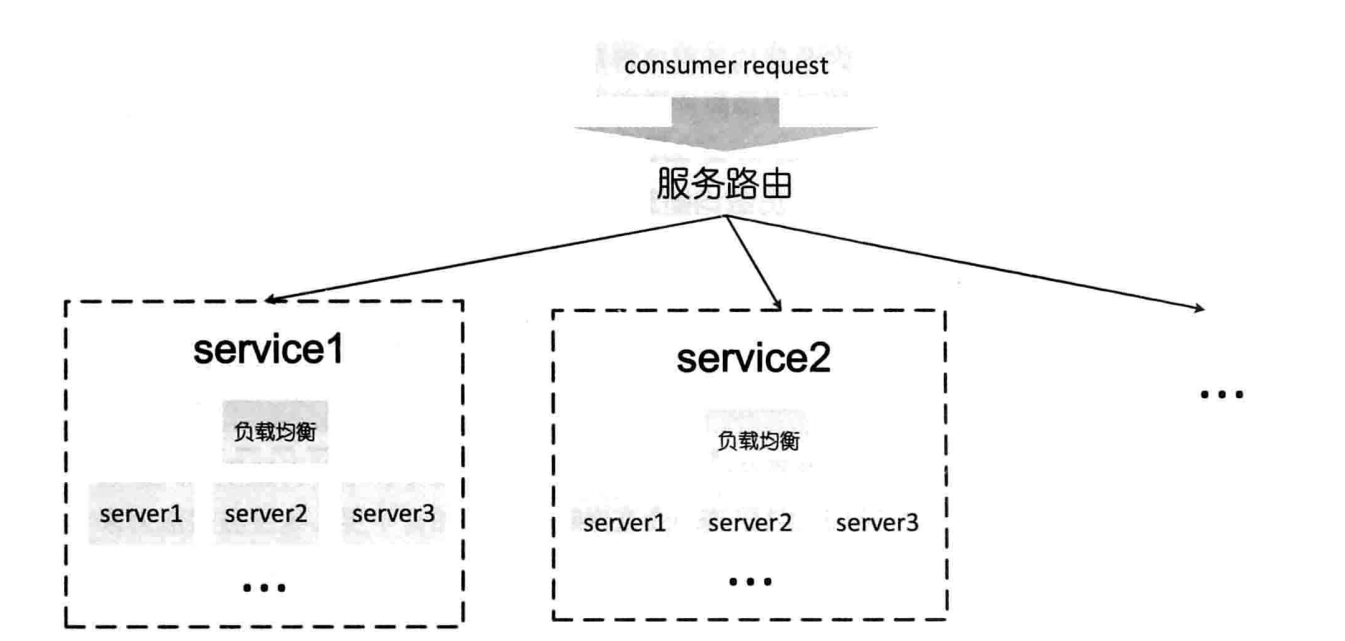 consumer request
服务路由
service1
负载均衡
server1 server2 server3
...
service2
负载均衡
server1 server2 server3
...
...